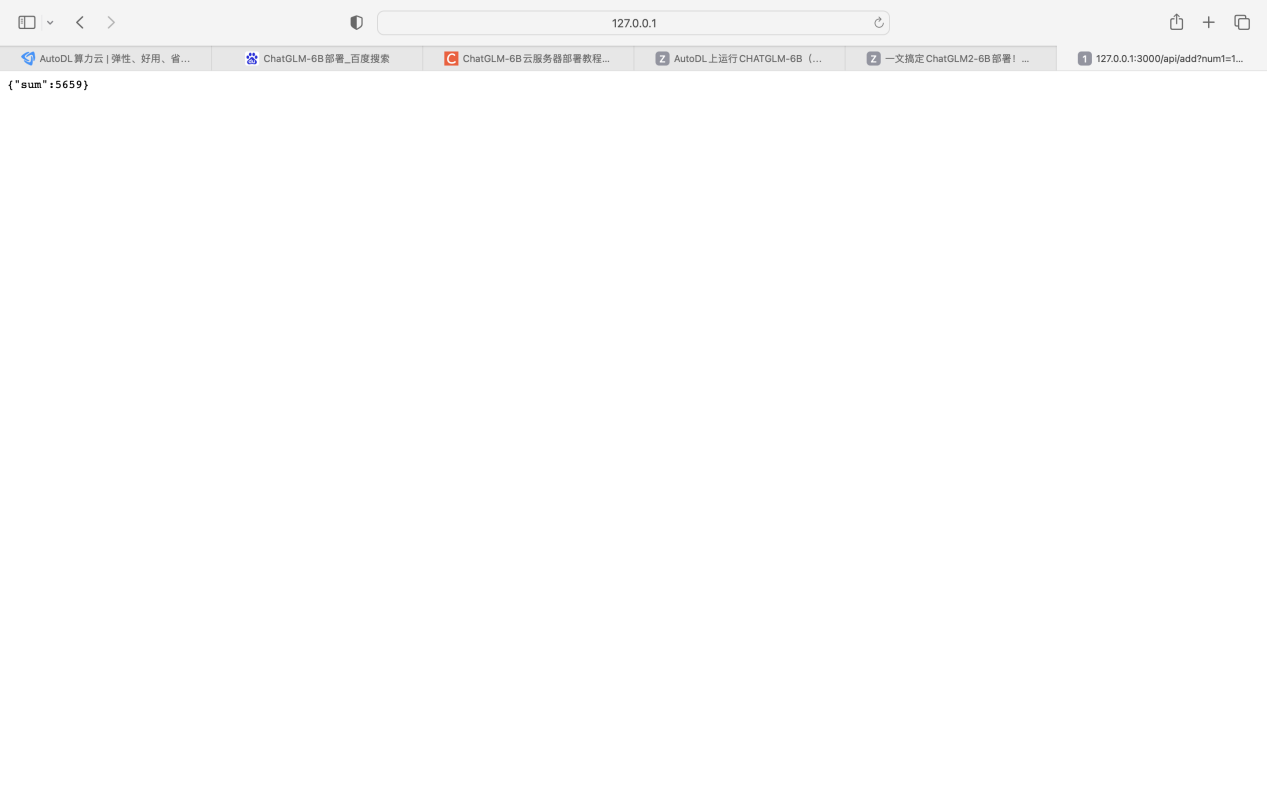 127.0.0.1
AutoDL算力云 | 弹性、好用、省...
ChatGLM-6B部署_百度搜索
C ChatGLM-6B云服务器部署教程...
Z AutoDL上运行CHATGLM-6B（...
Z 一文搞定ChatGLM2-6B部署！...
1 127.0.0.1:3000/api/add?num1=1...
{"sum":5659}